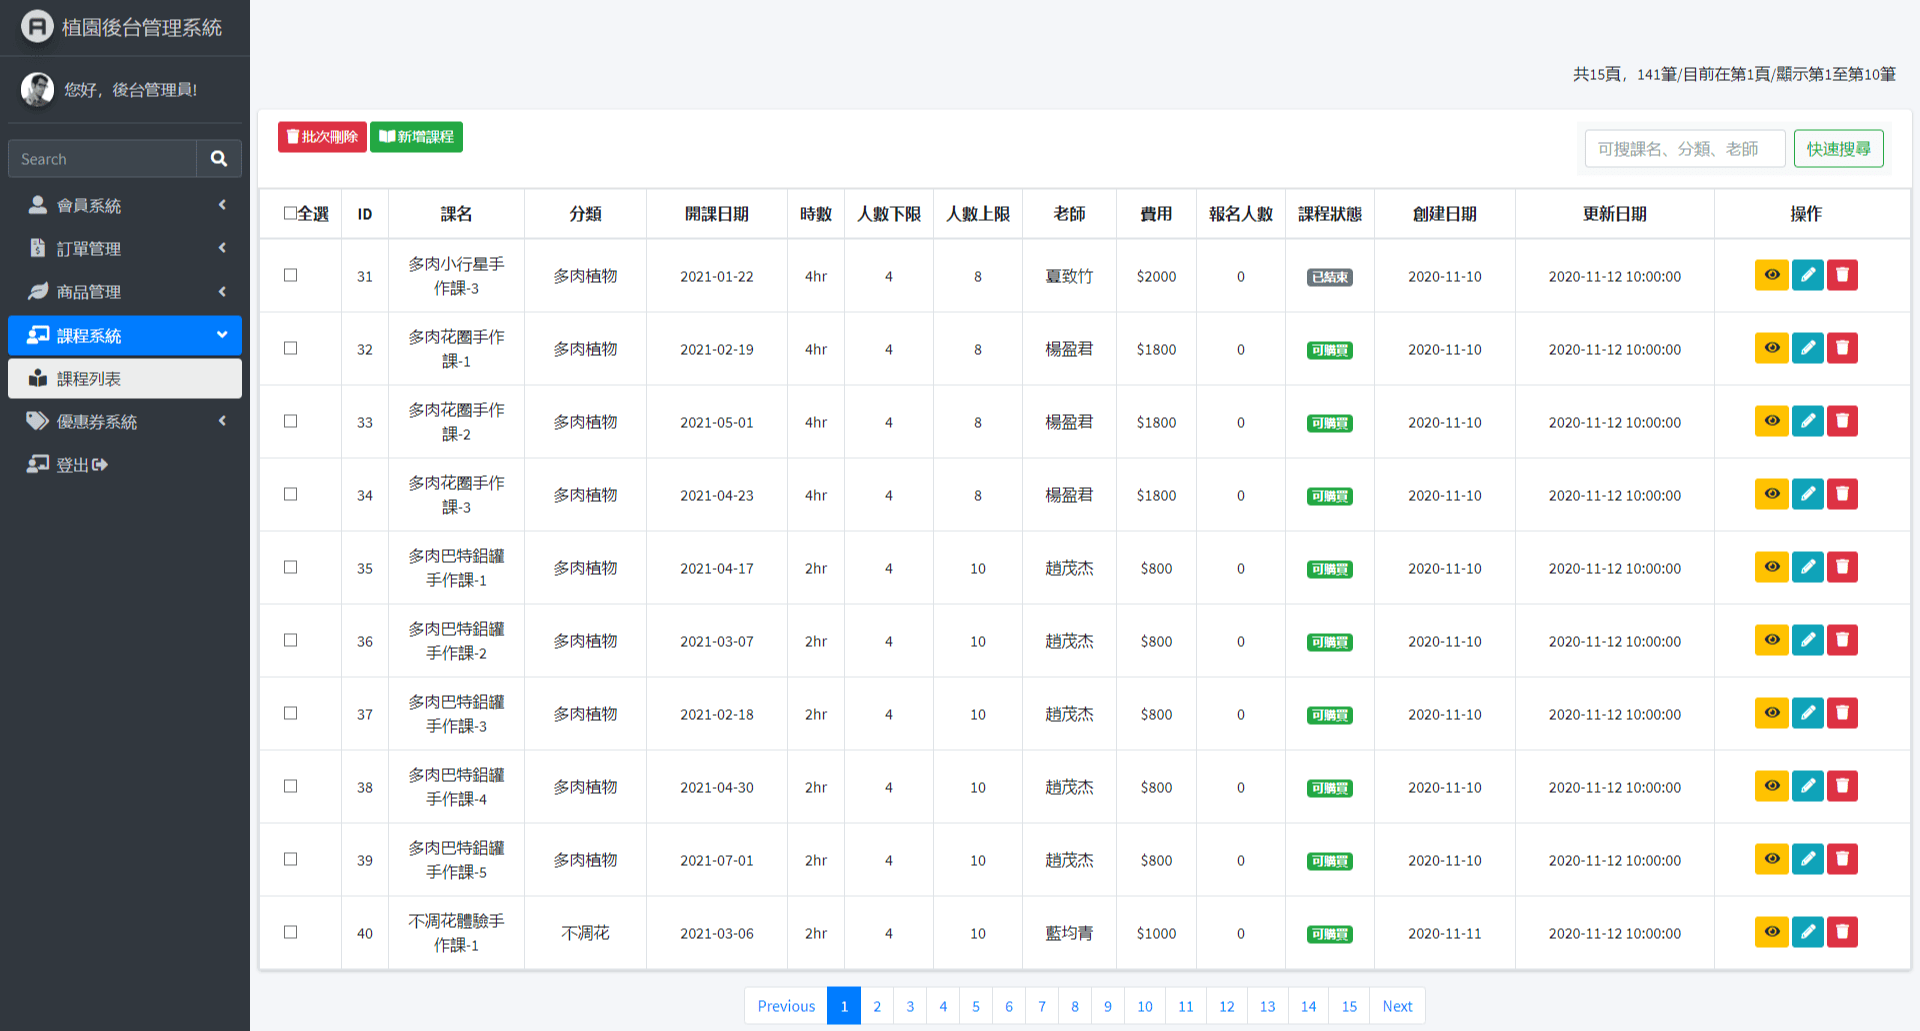 植園後台管理系統
您好，後台管理員!
Search
會員系統
訂單管理
商品管理
課程系統
課程列表
優惠券系統
登出
共15頁，141筆/目前在第1頁/顯示第1至第10筆
批次刪除 新增課程
可搜課名、分類、老師 快速搜尋
全選 ID 課名 分類 開課日期 時數 人數下限 人數上限 老師 費用 報名人數 課程狀態 創建日期 更新日期 操作
31 多肉小行星手 多肉植物 2021-01-22 4hr 4 8 夏致竹 $2000 0 已結束 2020-11-10 2020-11-12 10:00:00
作課-3
32 多肉花圈手作 多肉植物 2021-02-19 4hr 4 8 楊盈君 $1800 0 可購買 2020-11-10 2020-11-12 10:00:00
課-1
33 多肉花圈手作 多肉植物 2021-05-01 4hr 4 8 楊盈君 $1800 0 可購買 2020-11-10 2020-11-12 10:00:00
課-2
34 多肉花圈手作 多肉植物 2021-04-23 4hr 4 8 楊盈君 $1800 0 可購買 2020-11-10 2020-11-12 10:00:00
課-3
35 多肉巴特鋁罐 多肉植物 2021-04-17 2hr 4 10 趙茂杰 $800 0 可購買 2020-11-10 2020-11-12 10:00:00
手作課-1
36 多肉巴特鋁罐 多肉植物 2021-03-07 2hr 4 10 趙茂杰 $800 0 可購買 2020-11-10 2020-11-12 10:00:00
手作課-2
37 多肉巴特鋁罐 多肉植物 2021-02-18 2hr 4 10 趙茂杰 $800 0 可購買 2020-11-10 2020-11-12 10:00:00
手作課-3
38 多肉巴特鋁罐 多肉植物 2021-04-30 2hr 4 10 趙茂杰 $800 0 可購買 2020-11-10 2020-11-12 10:00:00
手作課-4
39 多肉巴特鋁罐 多肉植物 2021-07-01 2hr 4 10 趙茂杰 $800 0 可購買 2020-11-10 2020-11-12 10:00:00
手作課-5
40 不凋花體驗手 不凋花 2021-03-06 2hr 4 10 藍均青 $1000 0 可購買 2020-11-11 2020-11-12 10:00:00
作課-1
Previous 1 2 3 4 5 6 7 8 9 10 11 12 13 14 15 Next